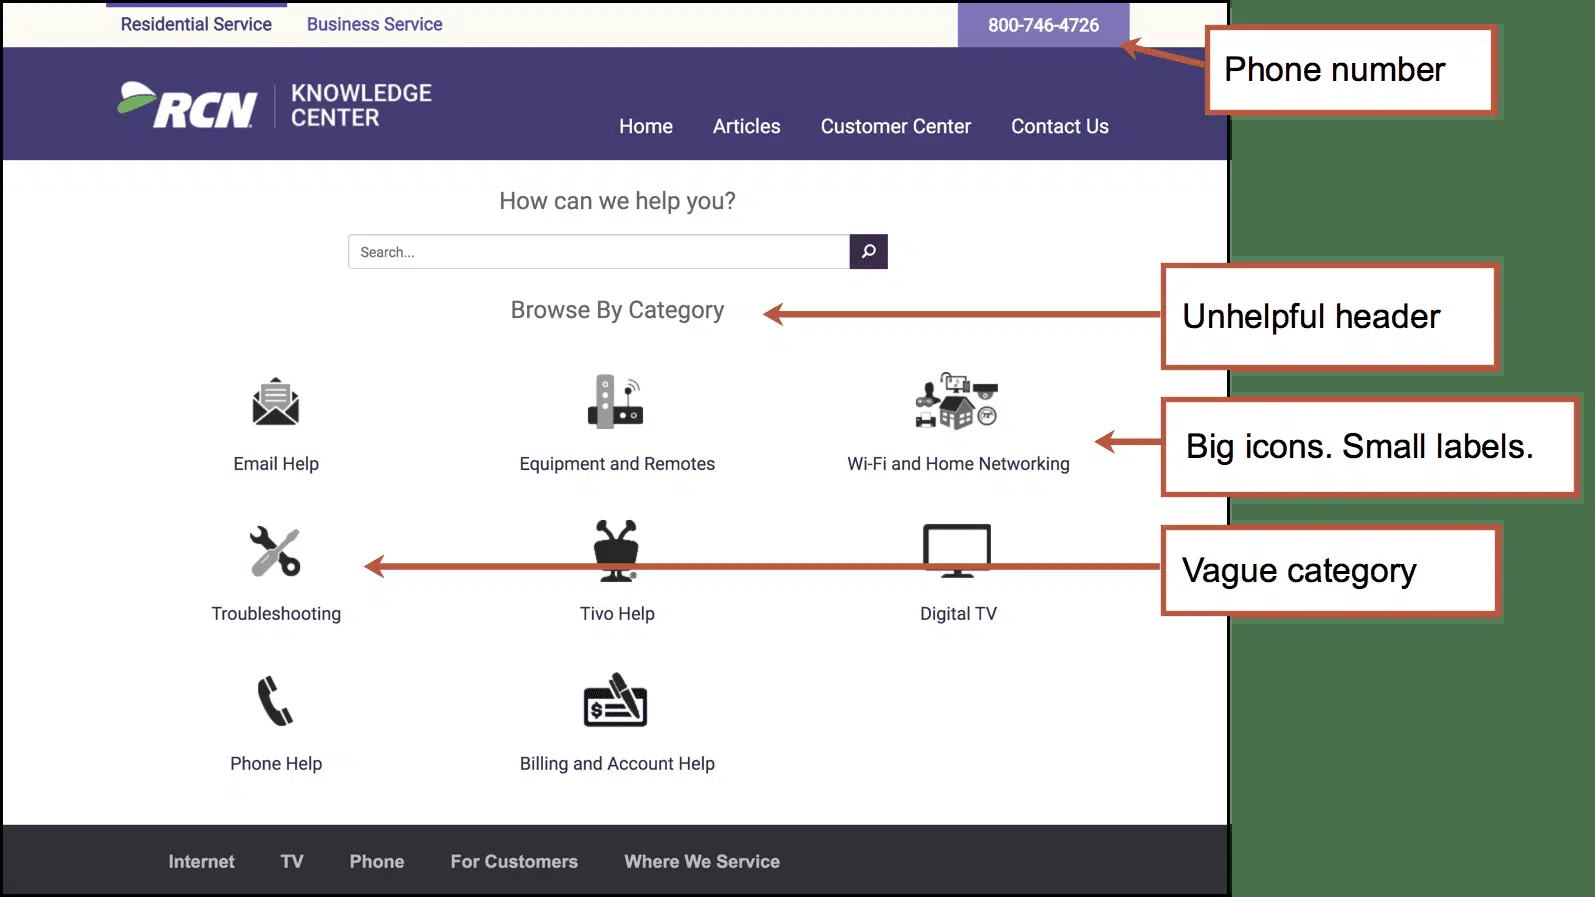 Residential Service
Business Service
800-746-4726
Phone number
RCN
KNOWLEDGE
CENTER
Home
Articles
Customer Center
Contact Us
How can we help you?
Search...
Browse By Category
Unhelpful header
Big icons. Small labels.
Email Help
Equipment and Remotes
Wi-Fi and Home Networking
Vague category
Troubleshooting
Tivo Help
Digital TV
$
Phone Help
Billing and Account Help
Internet
TV
Phone
For Customers
Where We Service